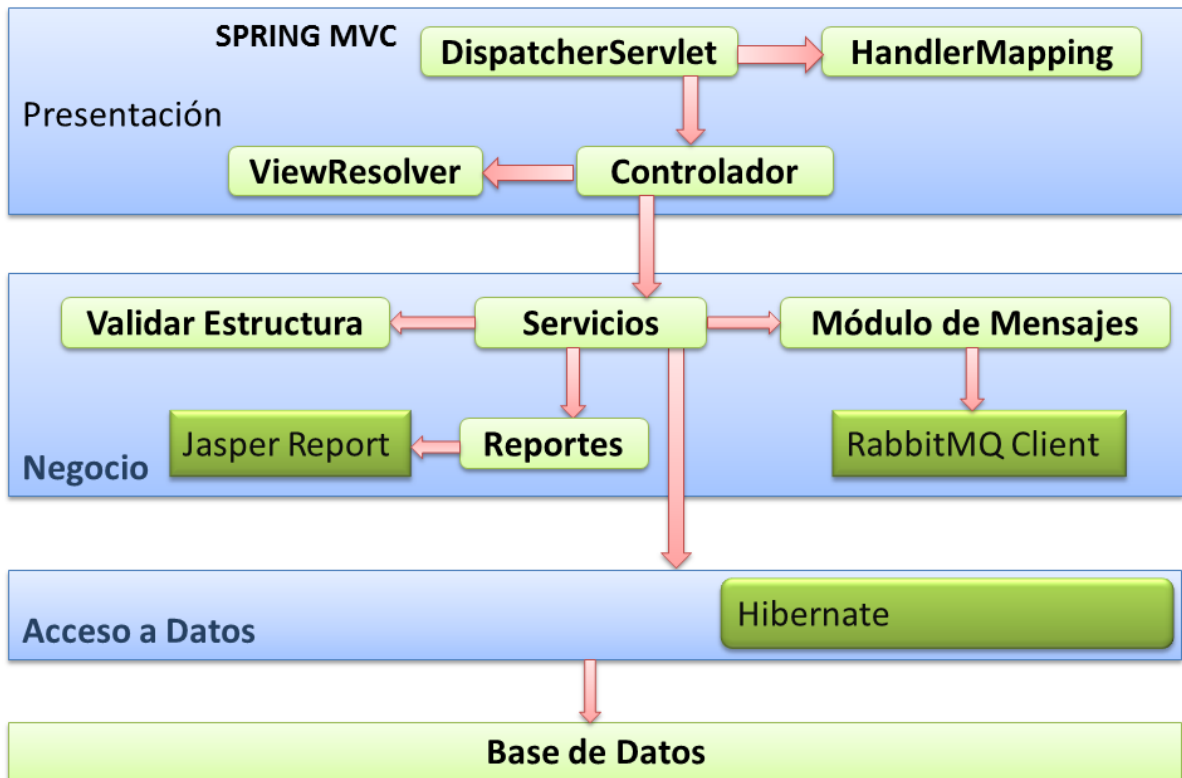 SPRING MVC
DispatcherServlet
HandlerMapping
Presentación
ViewResolver
Controlador
Validar Estructura
Servicios
Módulo de Mensajes
Jasper Report
Reportes
RabbitMQ Client
Negocio
Hibernate
Acceso a Datos
Base de Datos